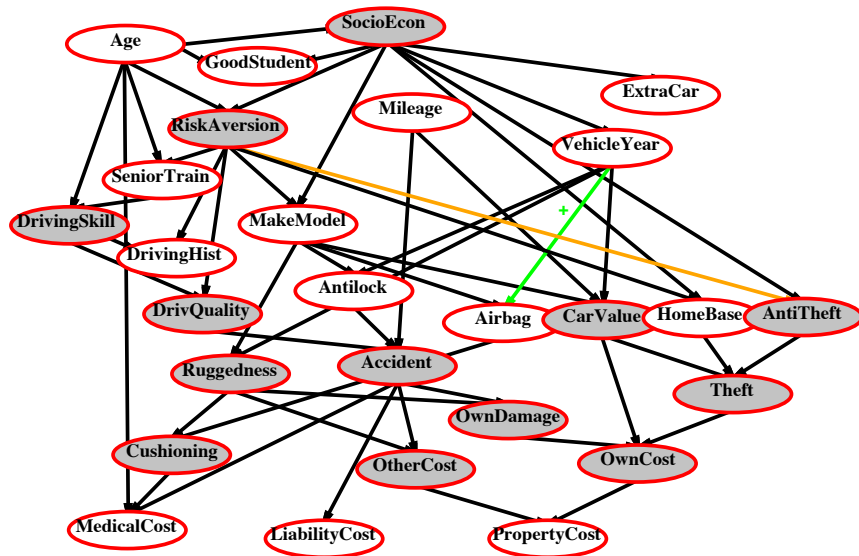 SocioEcon
Age
GoodStudent
ExtraCar
Mileage
RiskAversion
VehicleYear
SeniorTrain
+
DrivingSkill
MakeModel
DrivingHist
Antilock
DrivQuality
Airbag
CarValue
HomeBase
AntiTheft
Ruggedness
Accident
Theft
OwnDamage
Cushioning
OtherCost
OwnCost
MedicalCost
LiabilityCost
PropertyCost